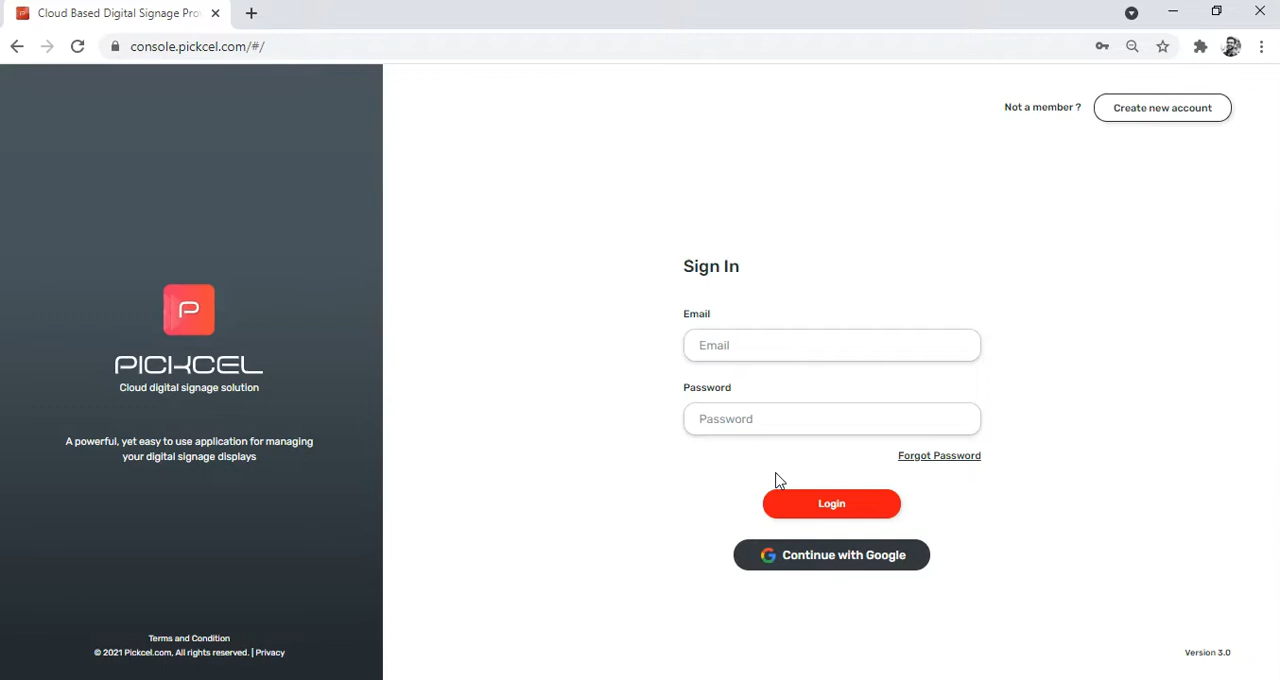 Cloud Based Digital Signage Pro
console.pickcel.com/#/
Not a member ?
Create new account
P
PICKCEL
Cloud digital signage solution
A powerful, yet easy to use application for managing
your digital signage displays
Terms and Condition
© 2021 Pickcel.com, All rights reserved. | Privacy
Sign In
Email
Email
Password
Password
Forgot Password
Login
Continue with Google
Version 3.0